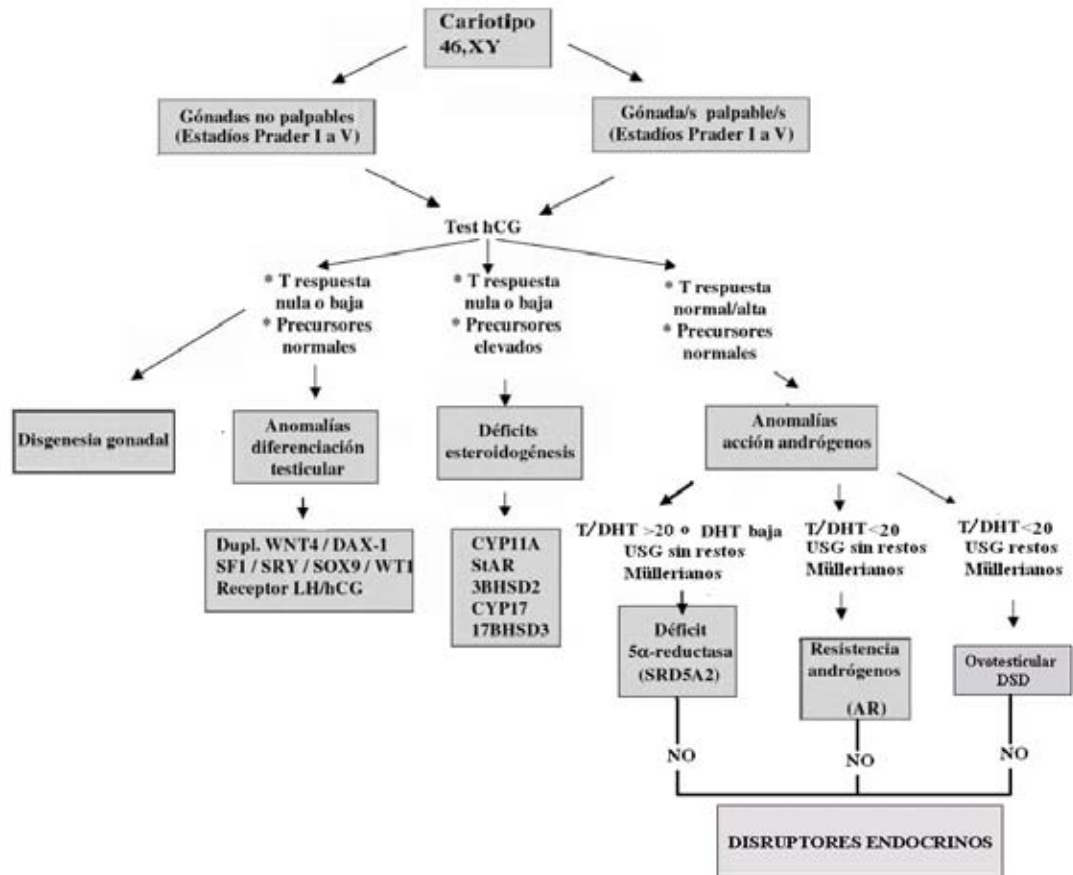 Cariotipo
46,XY
Gónadas no palpables
(Estadíos Prader I a V)
Gónada/s palpable/s
(Estadíos Prader I a V)
Test hCG
* T respuesta
nula o baja
* Precursores
normales
* T respuesta
nula o baja
* Precursores
elevados
* T respuesta
normal/alta
* Precursores
normales
Disgenesia gonadal
Anomalías
diferenciación
testicular
Déficits
esteroidogénesis
Anomalías
acción andrógenos
Dupl. WNT4 / DAX-1
SF1 / SRY / SOX9 / WT1
Receptor LH/hCG
CYP11A
StAR
3BHSD2
CYP17
17BHSD3
T/DHT >20 o DHT baja
USG sin restos
Müllerianos
T/DHT<20
USG sin restos
Müllerianos
T/DHT<20
USG restos
Müllerianos
Déficit
5α-reductasa
(SRD5A2)
Resistencia
andrógenos
(AR)
Ovotesticular
DSD
NO
NO
NO
DISRUPTORES ENDOCRINOS